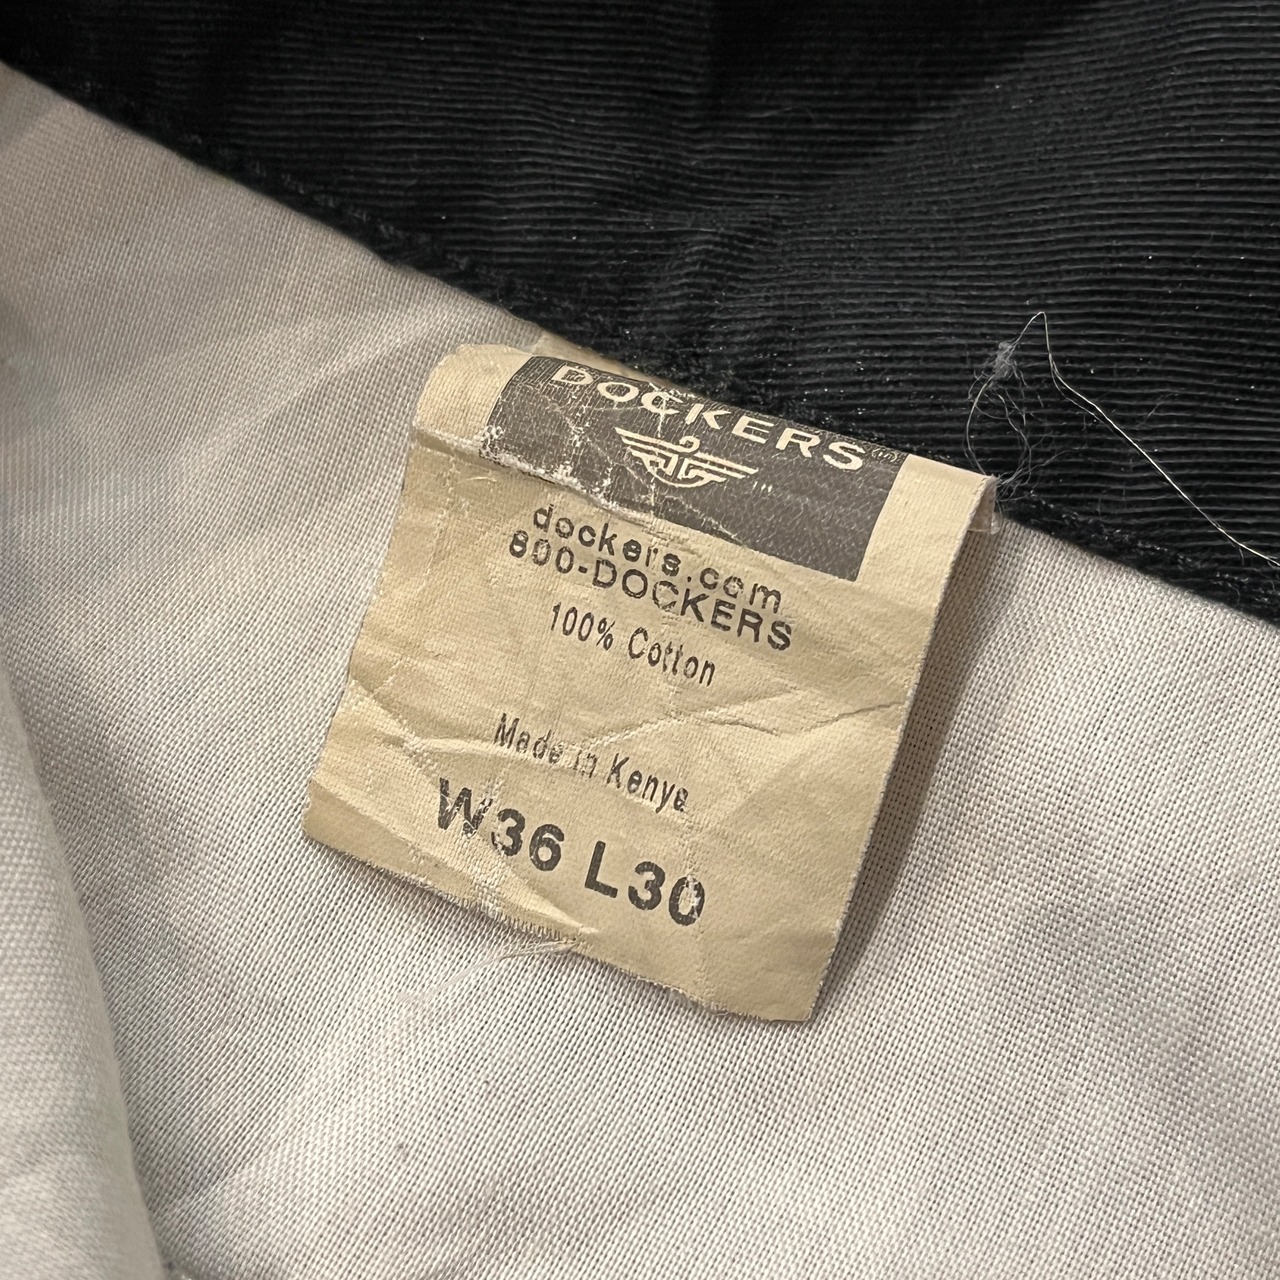 DOCKERS
dockers.com
800-DOCKERS
100% Cotton
Made in Kenya
W36 L30